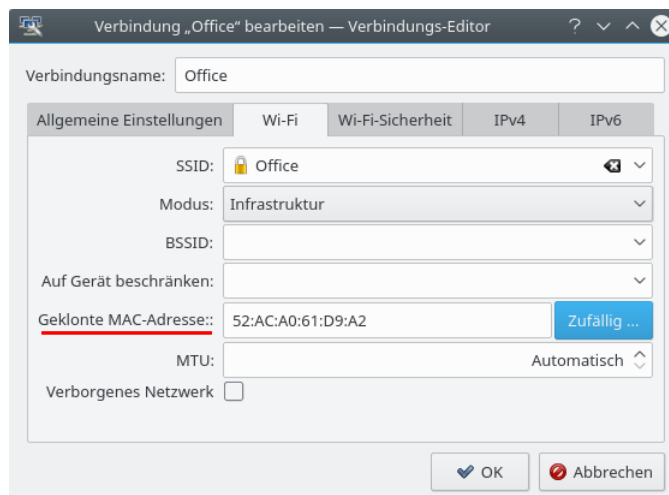 Verbindung „Office“ bearbeiten — Verbindungs-Editor
Verbindungsname: Office
Allgemeine Einstellungen Wi-Fi Wi-Fi-Sicherheit IPv4 IPv6
SSID: Office
Modus: Infrastruktur
BSSID:
Auf Gerät beschränken:
Geklonte MAC-Adresse:: 52:AC:A0:61:D9:A2 Zufällig ...
MTU: Automatisch
Verborgenes Netzwerk
OK Abbrechen